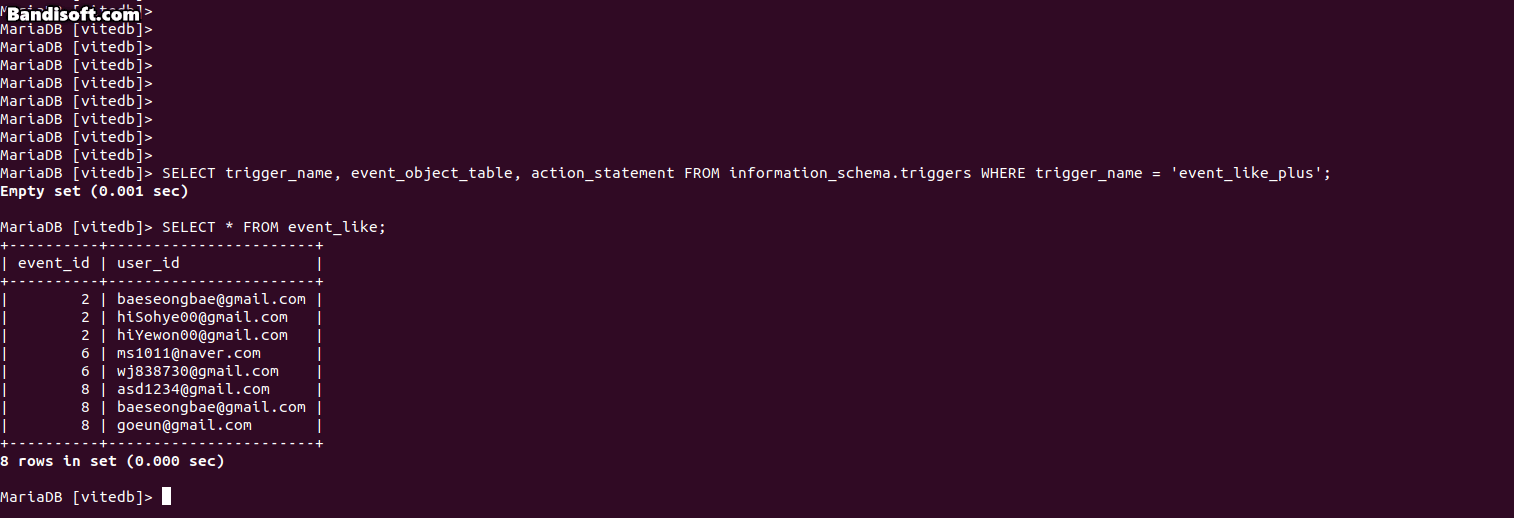 Bandisoft.com
MariaDB [vitedb]>
MariaDB [vitedb]>
MariaDB [vitedb]>
MariaDB [vitedb]>
MariaDB [vitedb]>
MariaDB [vitedb]>
MariaDB [vitedb]>
MariaDB [vitedb]>
MariaDB [vitedb]> SELECT trigger_name, event_object_table, action_statement FROM information_schema.triggers WHERE trigger_name = 'event_like_plus';
Empty set (0.001 sec)
MariaDB [vitedb]> SELECT * FROM event_like;
+----------+-----------------------+
| event_id | user_id               |
+----------+-----------------------+
|        2 | baeseongbae@gmail.com |
|        2 | hiSohye00@gmail.com   |
|        2 | hiYewon00@gmail.com   |
|        6 | ms1011@naver.com      |
|        6 | wj838730@gmail.com    |
|        8 | asd1234@gmail.com     |
|        8 | baeseongbae@gmail.com |
|        8 | goeun@gmail.com       |
+----------+-----------------------+
8 rows in set (0.000 sec)
MariaDB [vitedb]>